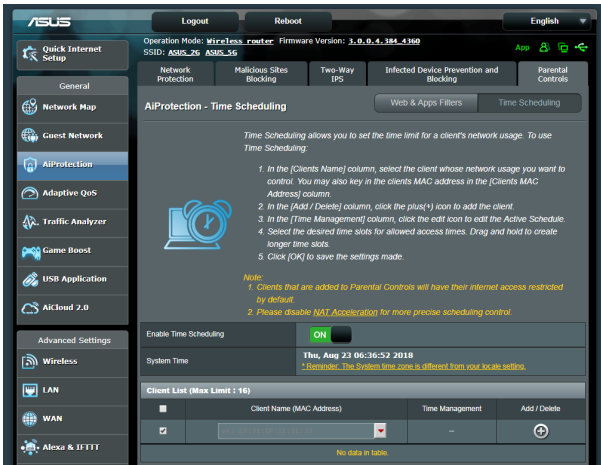 ASUS
Logout Reboot English
Quick Internet Setup
General
Network Map
Guest Network
AiProtection
Adaptive QoS
Traffic Analyzer
Game Boost
USB Application
AiCloud 2.0
Advanced Settings
Wireless
LAN
WAN
Alexa & IFTTT
Operation Mode: Wireless router Firmware Version: 3.0.0.4.384_4360
SSID: ASUS_2G ASUS_5G
App
Network Protection
Malicious Sites Blocking
Two-Way IPS
Infected Device Prevention and Blocking
Parental Controls
AiProtection - Time Scheduling
Web & Apps Filters Time Scheduling
Time Scheduling allows you to set the time limit for a client's network usage. To use
Time Scheduling:
1. In the [Clients Name] column, select the client whose network usage you want to
control. You may also key in the clients MAC address in the [Clients MAC
Address] column.
2. In the [Add / Delete] column, click the plus(+) icon to add the client.
3. In the [Time Management] column, click the edit icon to edit the Active Schedule.
4. Select the desired time slots for allowed access times. Drag and hold to create
longer time slots.
5. Click [OK] to save the settings made.
Note:
1. Clients that are added to Parental Controls will have their internet access restricted
by default.
2. Please disable NAT Acceleration for more precise scheduling control.
Enable Time Scheduling ON
System Time
Thu, Aug 23 06:36:52 2018
* Reminder: The System time zone is different from your locale setting.
Client List (Max Limit : 16)
Client Name (MAC Address) Time Management Add / Delete
--
No data in table.